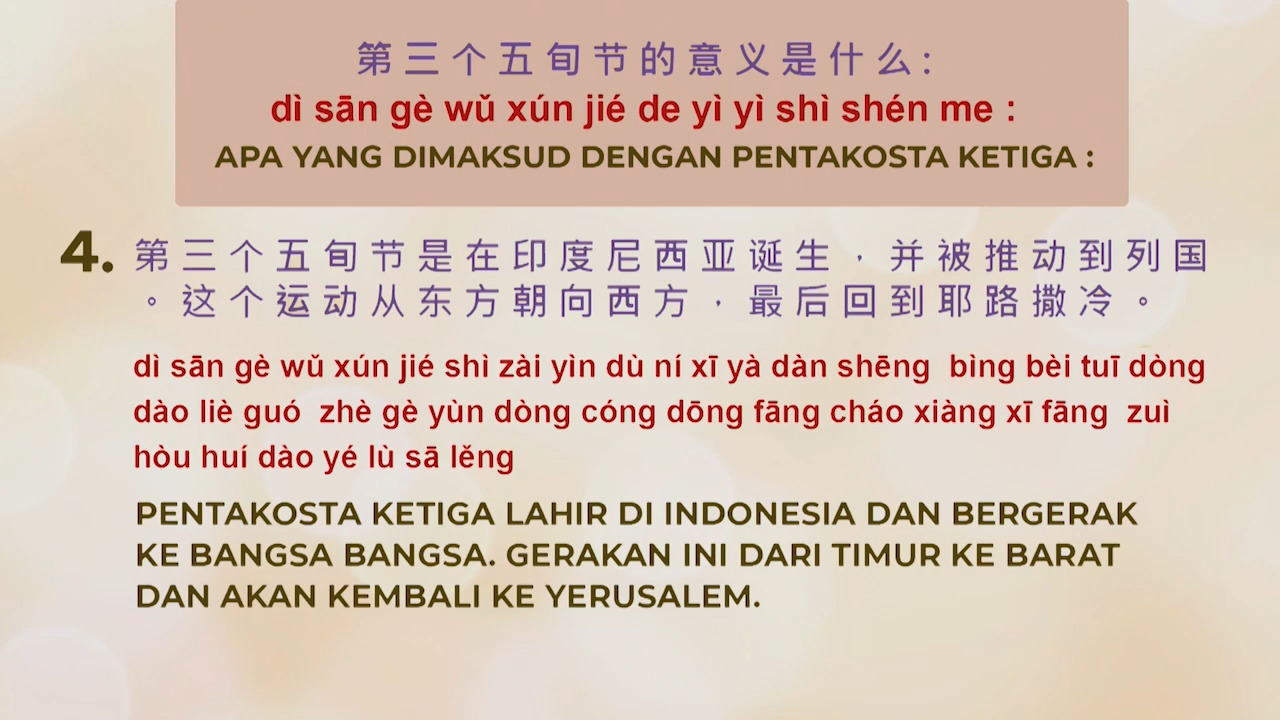 第三个五旬节的意义是什么:
dì sān gè wǔ xún jié de yì yì shì shén me :
APA YANG DIMAKSUD DENGAN PENTAKOSTA KETIGA :
4. 第三个五旬节是在印度尼西亚诞生，并被推动到列国
。这个运动从东方朝向西方，最后回到耶路撒冷。
dì sān gè wǔ xún jié shì zài yìn dù ní xī yà dàn shēng  bìng bèi tuī dòng
dào liè guó  zhè gè yùn dòng cóng dōng fāng cháo xiàng xī fāng  zuì
hòu huí dào yé lù sā lěng
PENTAKOSTA KETIGA LAHIR DI INDONESIA DAN BERGERAK
KE BANGSA BANGSA. GERAKAN INI DARI TIMUR KE BARAT
DAN AKAN KEMBALI KE YERUSALEM.